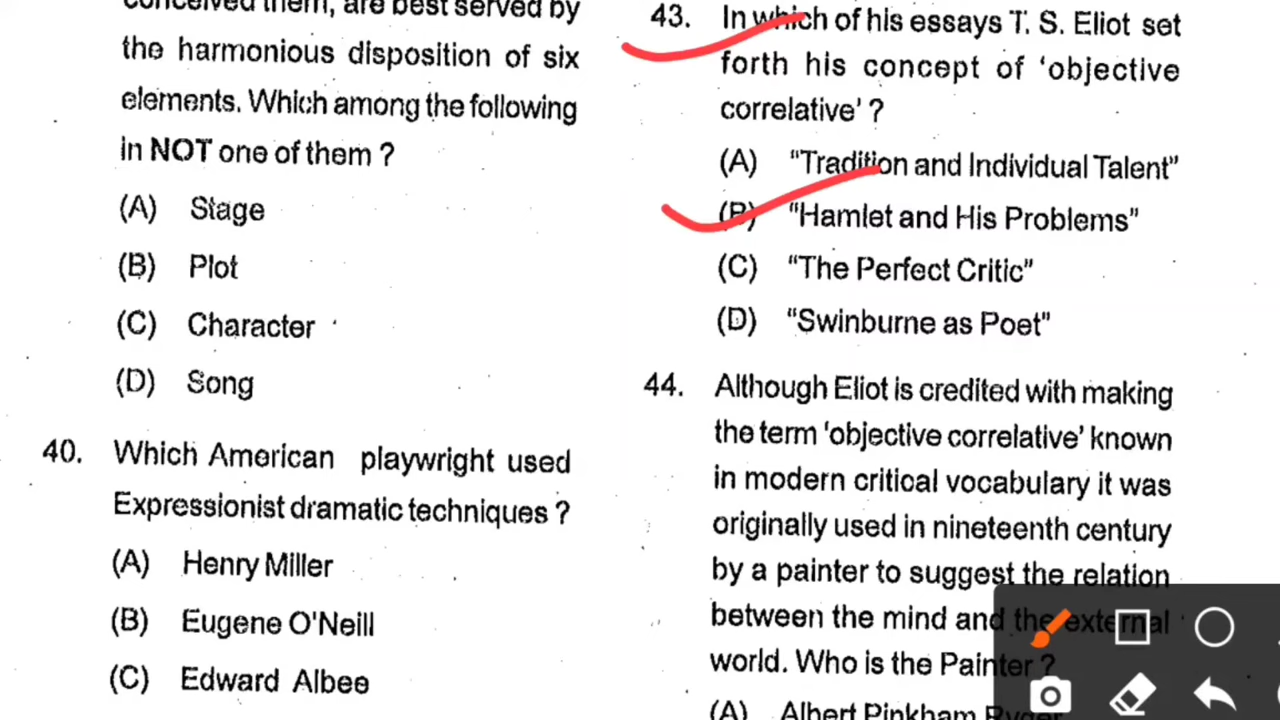 conceived them, are best served by
the harmonious disposition of six
elements. Which among the following
in NOT one of them ?
(A) Stage
(B) Plot
(C) Character
(D) Song
40. Which American playwright used
Expressionist dramatic techniques ?
(A) Henry Miller
(B) Eugene O'Neill
(C) Edward Albee
43. In which of his essays T. S. Eliot set
forth his concept of ‘objective
correlative’ ?
(A) “Tradition and Individual Talent”
(B) “Hamlet and His Problems”
(C) “The Perfect Critic”
(D) “Swinburne as Poet”
44. Although Eliot is credited with making
the term ‘objective correlative’ known
in modern critical vocabulary it was
originally used in nineteenth century
by a painter to suggest the relation
between the mind and the external
world. Who is the Painter ?
(A) Albert Pinkham Ryder